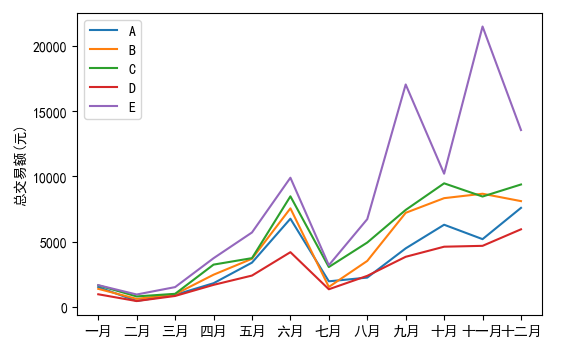 A
B
C
D
E
总交易额(元)
20000
15000
10000
5000
0
一月 二月 三月 四月 五月 六月 七月 八月 九月 十月 十一月 十二月